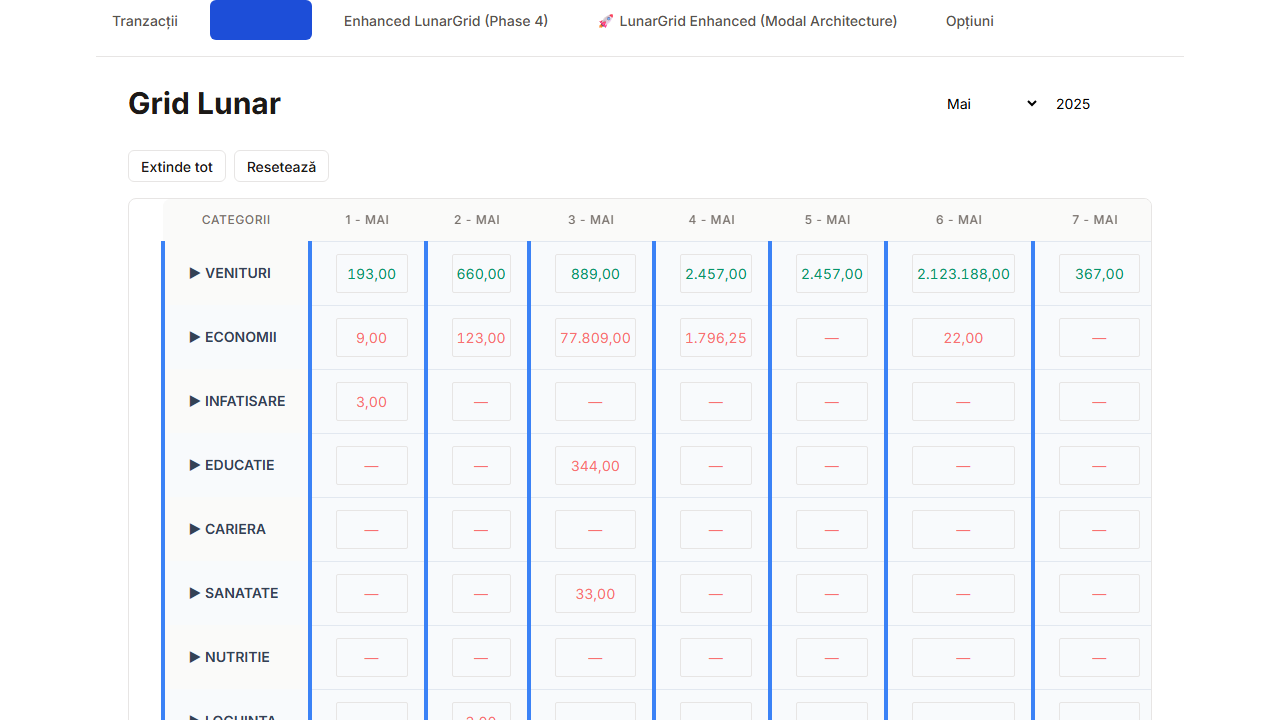 Tranzacții Enhanced LunarGrid (Phase 4) 🚀 LunarGrid Enhanced (Modal Architecture) Opțiuni
Grid Lunar Mai 2025
Extinde tot Resetează
CATEGORII 1 - MAI 2 - MAI 3 - MAI 4 - MAI 5 - MAI 6 - MAI 7 - MAI
▶ VENITURI 193,00 660,00 889,00 2.457,00 2.457,00 2.123.188,00 367,00
▶ ECONOMII 9,00 123,00 77.809,00 1.796,25 — 22,00 —
▶ INFATISARE 3,00 — — — — — —
▶ EDUCATIE — — 344,00 — — — —
▶ CARIERA — — — — — — —
▶ SANATATE — — 33,00 — — — —
▶ NUTRITIE — — — — — — —
▶ LOCUINTA